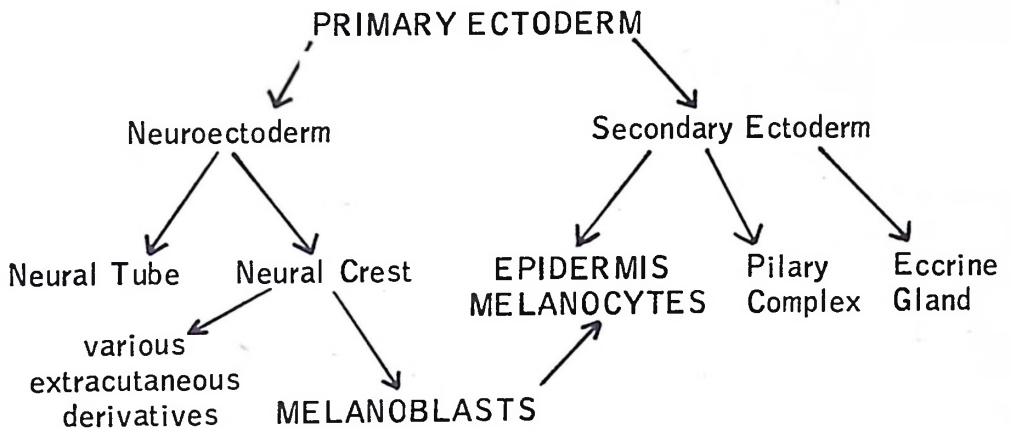 PRIMARY ECTODERM
Neuroectoderm
Secondary Ectoderm
Neural Tube
Neural Crest
EPIDERMIS
MELANOCYTES
Pilary
Complex
Eccrine
Gland
various
extracutaneous
derivatives
MELANOBLASTS